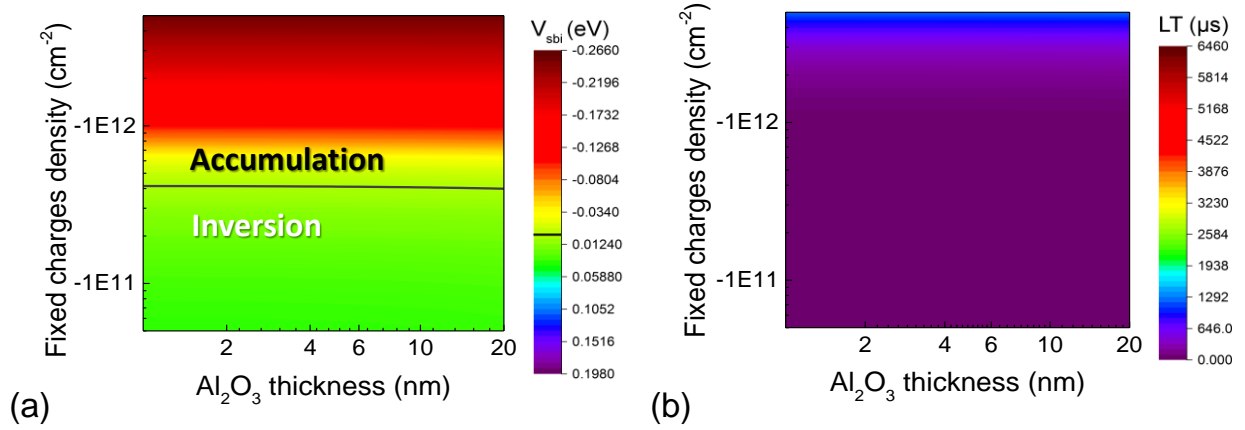 V_sbi (eV)
-0.2660
-0.2196
-0.1732
-0.1268
-0.0804
-0.0340
0.01240
0.05880
0.1052
0.1516
0.1980
Fixed charges density (cm⁻²)
-1E12
-1E11
Accumulation
Inversion
2 4 6 10 20
Al₂O₃ thickness (nm)
(a)
LT (µs)
6460
5814
5168
4522
3876
3230
2584
1938
1292
646.0
0.000
Fixed charges density (cm⁻²)
-1E12
-1E11
2 4 6 10 20
Al₂O₃ thickness (nm)
(b)